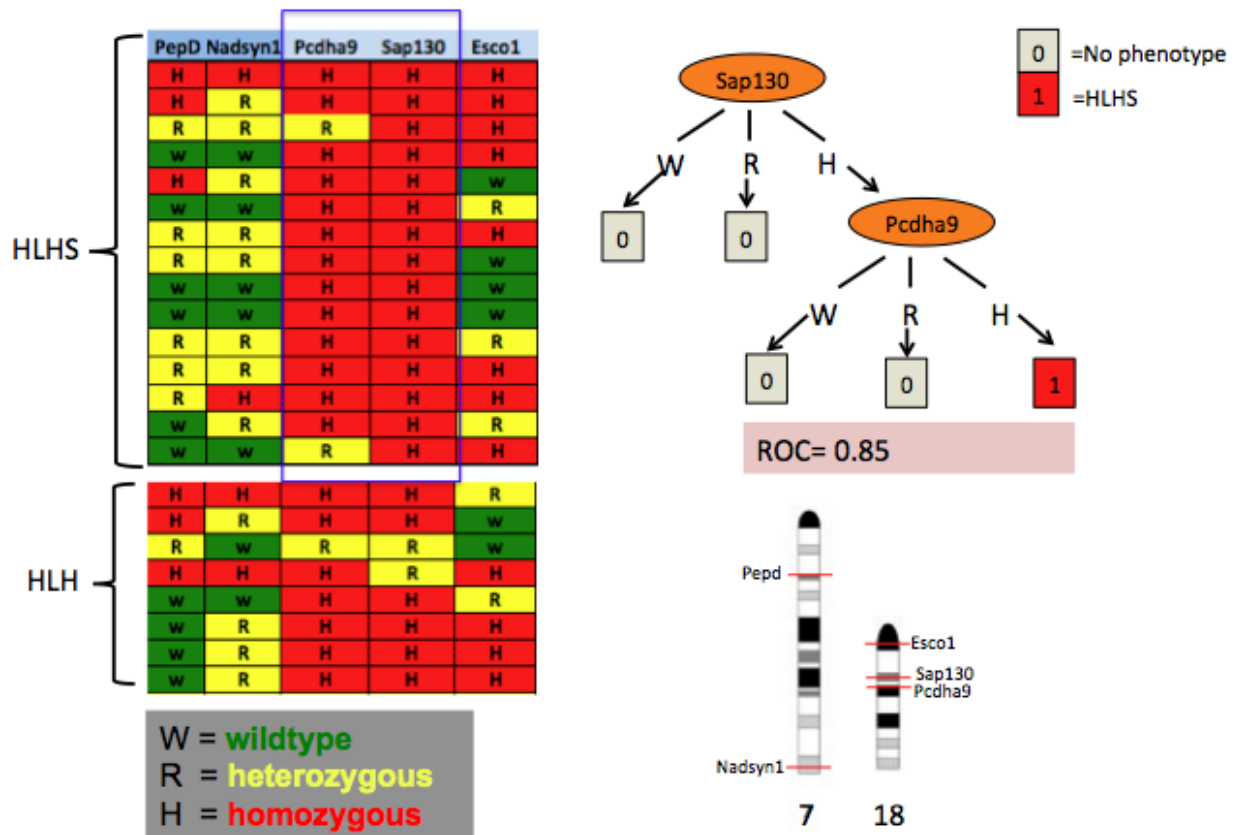 PepD Nadsyn1 Pcdha9 Sap130 Esco1
H H H H H
H R H H H
R R R H H
w w H H H
H R H H w
w w H H R
R R H H H
R R H H w
w w H H w
w w H H w
R R H H R
R R H H H
R H H H H
w R H H R
w w R H H
HLHS
H H H H R
H R H H w
R w R R w
H H H R H
w w H H R
w R H H H
w R H H H
w R H H H
HLH
W = wildtype
R = heterozygous
H = homozygous
Sap130
W R H
0 0
Pcdha9
W R H
0 0 1
ROC= 0.85
0 =No phenotype
1 =HLHS
Pepd
Nadsyn1
7
Esco1
Sap130
Pcdha9
18